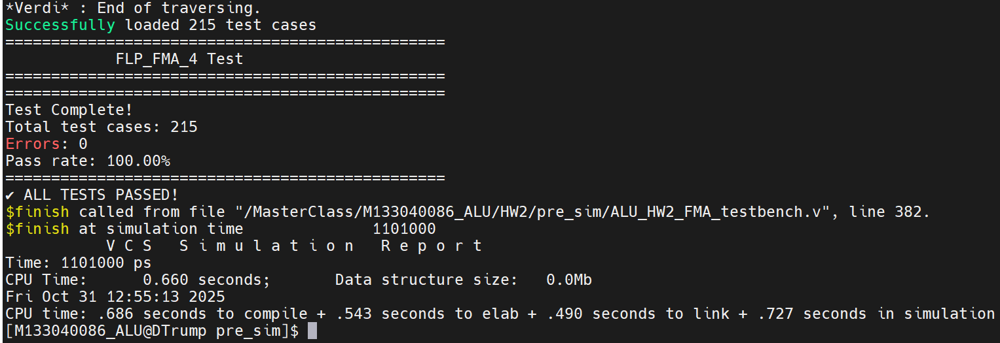 *Verdi* : End of traversing.
Successfully loaded 215 test cases
================================================
            FLP_FMA_4 Test
================================================
================================================
Test Complete!
Total test cases: 215
Errors: 0
Pass rate: 100.00%
================================================
✔ ALL TESTS PASSED!
$finish called from file "/MasterClass/M133040086_ALU/HW2/pre_sim/ALU_HW2_FMA_testbench.v", line 382.
$finish at simulation time              1101000
           V C S   S i m u l a t i o n   R e p o r t
Time: 1101000 ps
CPU Time:      0.660 seconds;       Data structure size:   0.0Mb
Fri Oct 31 12:55:13 2025
CPU time: .686 seconds to compile + .543 seconds to elab + .490 seconds to link + .727 seconds in simulation
[M133040086_ALU@DTrump pre_sim]$